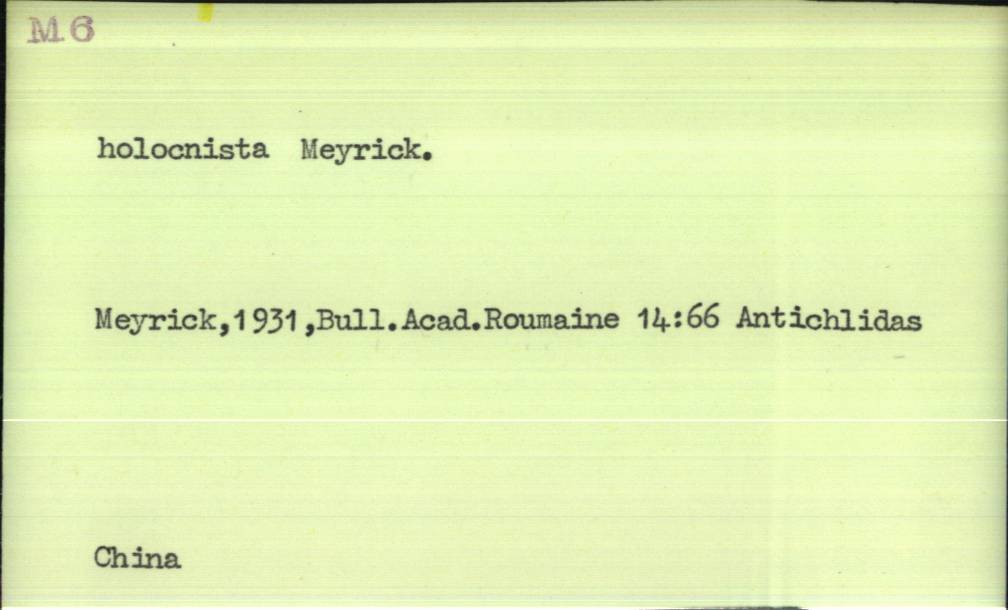 M6
holocnista Meyrick.
Meyrick,1931,Bull.Acad.Roumaine 14:66 Antichlidas
China